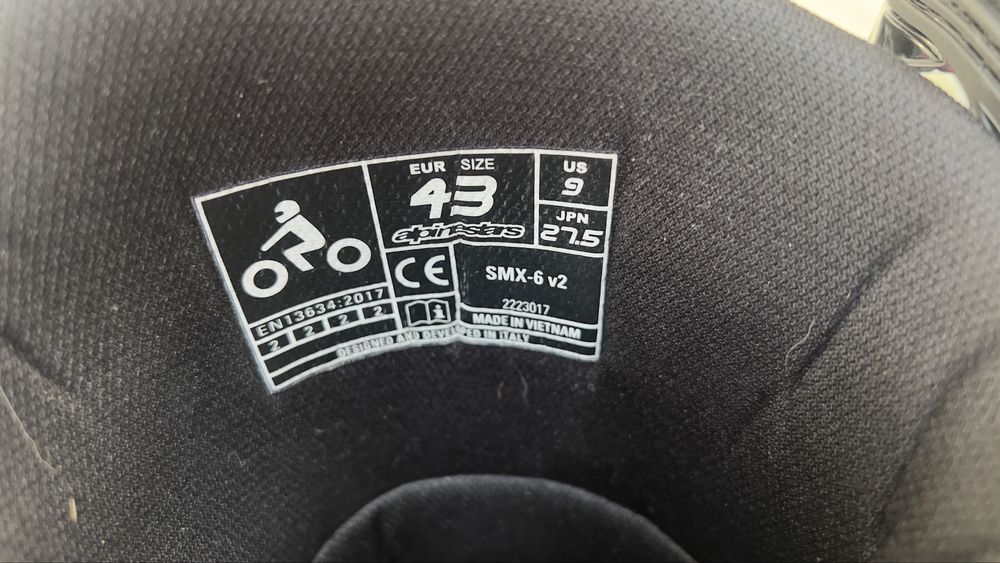 EUR SIZE
43
alpinestars
US
9
JPN
27.5
CE
SMX-6 v2
2223017
MADE IN VIETNAM
EN13634:2017
2 2 2 2
i
DESIGNED AND DEVELOPED IN ITALY